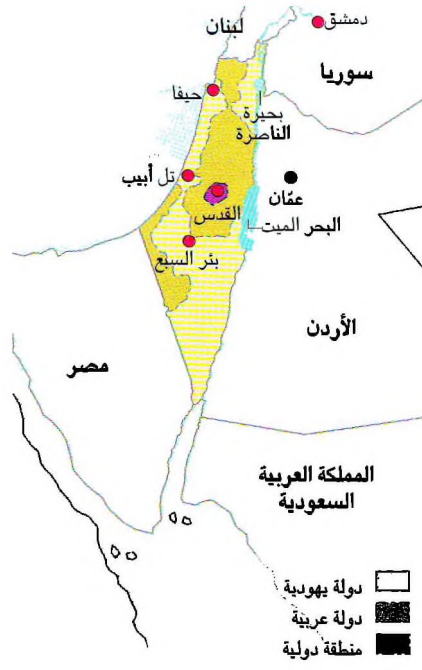 دمشق
لبنان
سوريا
حيفا
بحيرة
الناصرة
تل أبيب
عمّان
القدس
البحر الميت
بئر السبع
الأردن
مصر
المملكة العربية
السعودية
دولة يهودية
دولة عربيّة
منطقة دولية